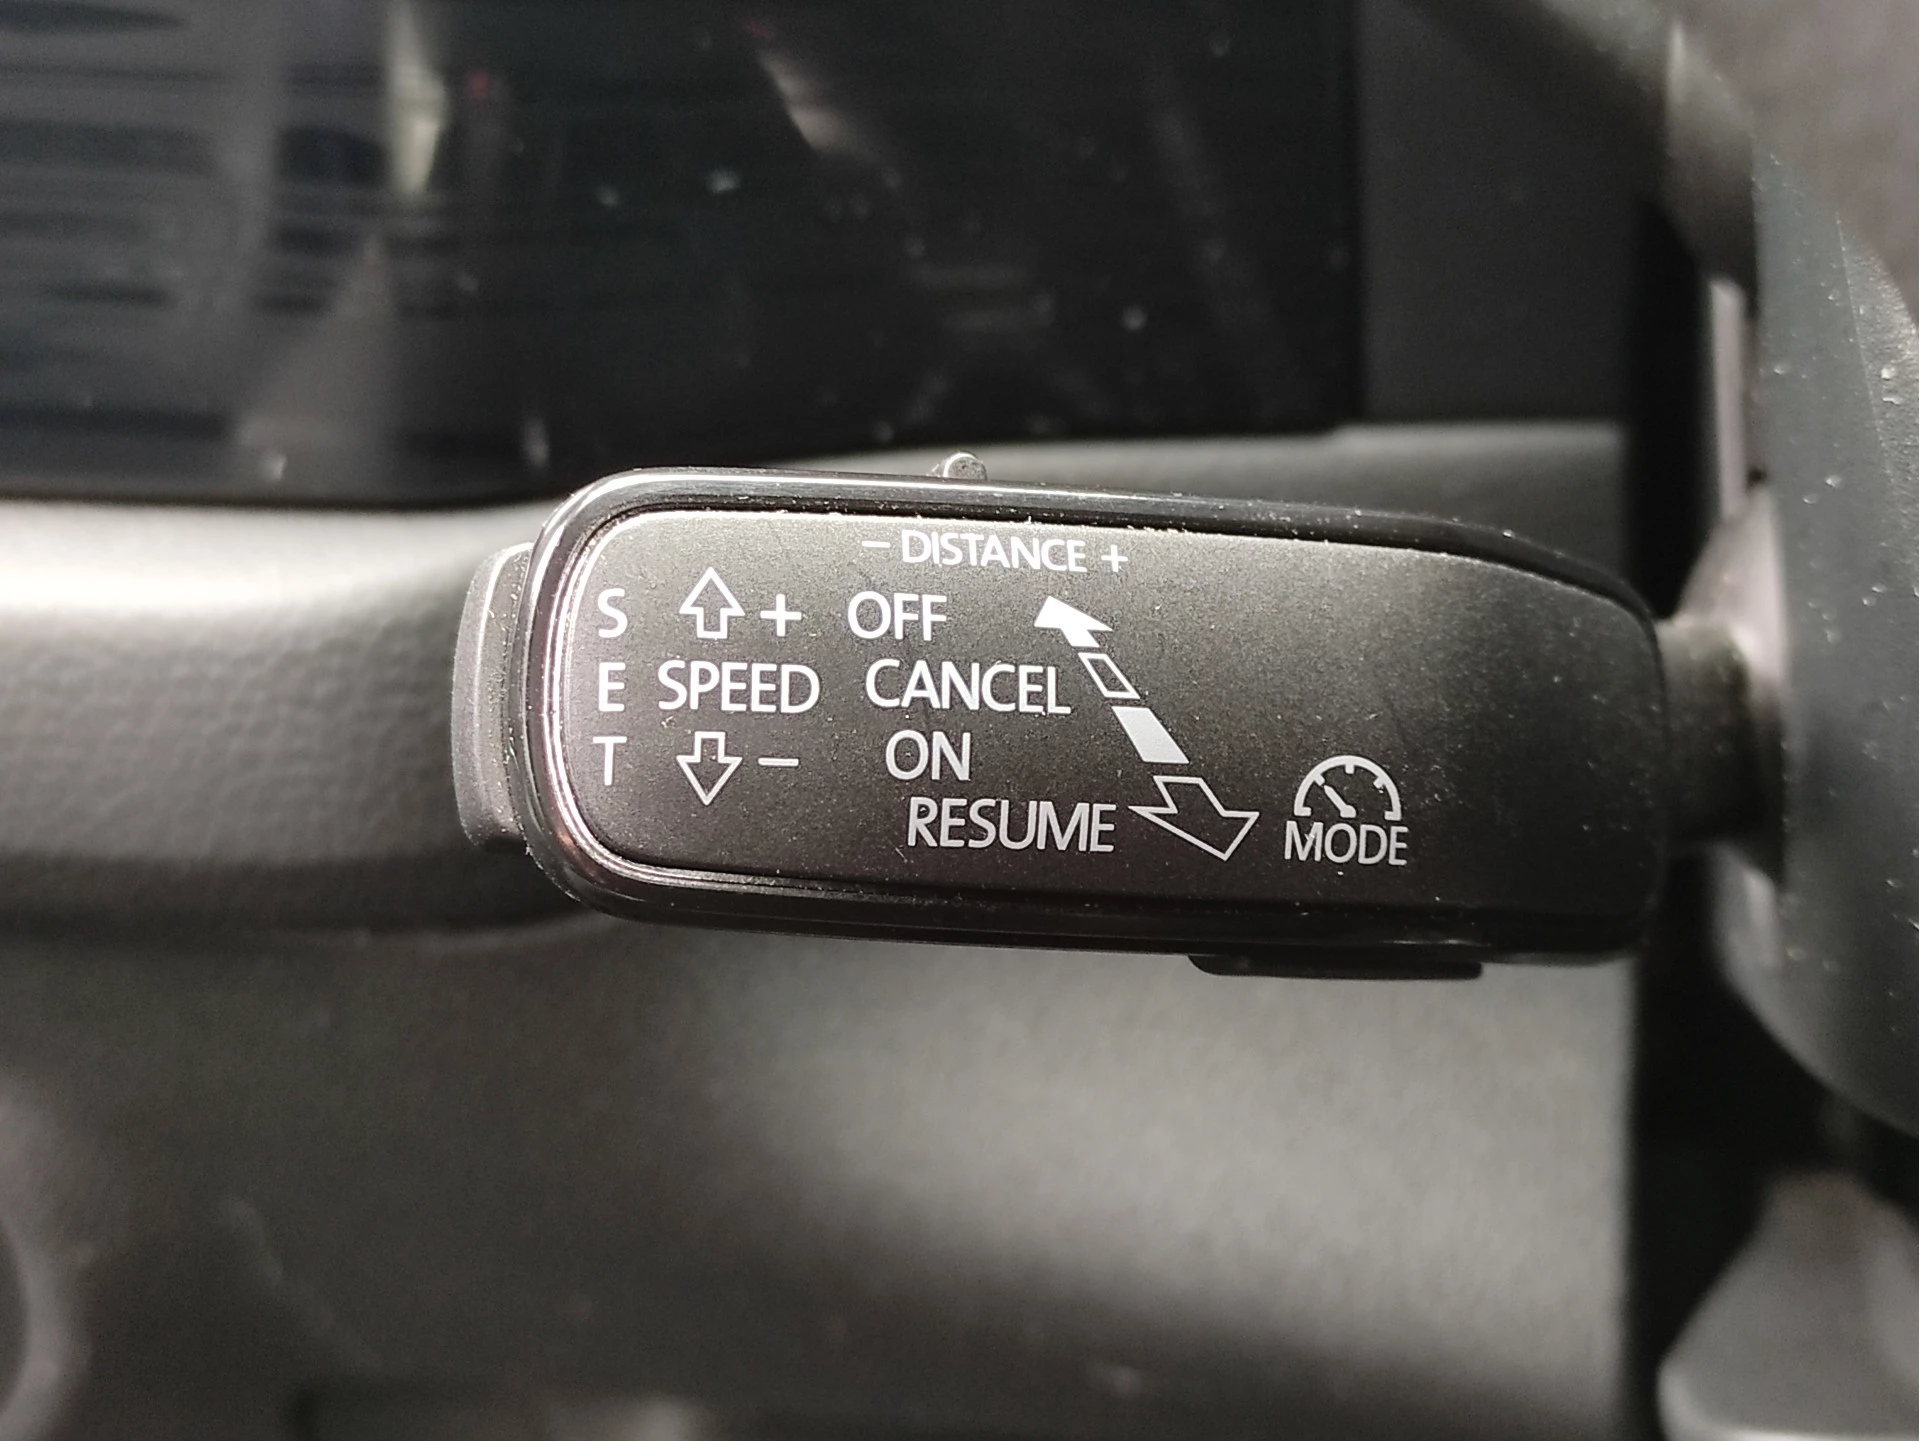 – DISTANCE +
S + OFF
E SPEED CANCEL
T – ON
RESUME
MODE